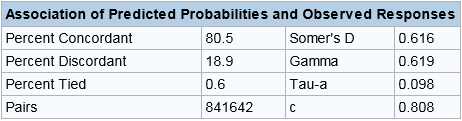 Association of Predicted Probabilities and Observed Responses
Percent Concordant 80.5 Somer's D 0.616
Percent Discordant 18.9 Gamma 0.619
Percent Tied 0.6 Tau-a 0.098
Pairs 841642 c 0.808